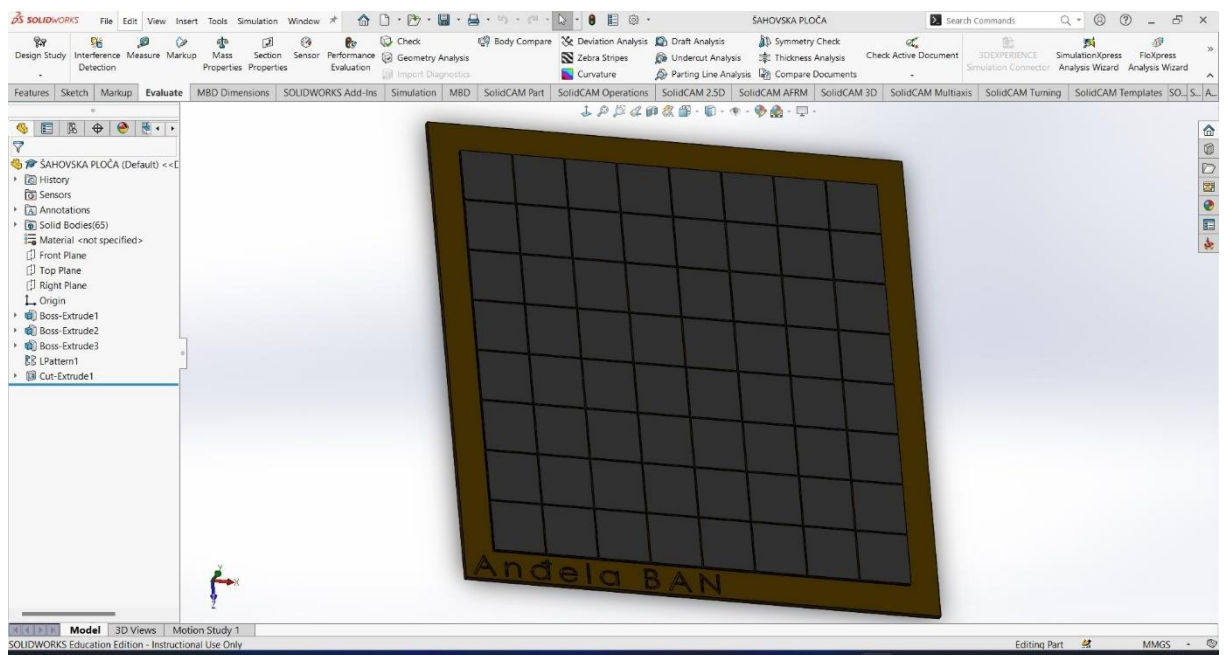 SOLIDWORKS File Edit View Insert Tools Simulation Window ŠAHOVSKA PLOČA Search Commands
Design Study Interference Detection Measure Markup Mass Properties Section Properties Sensor Performance Evaluation Check Geometry Analysis Import Diagnostics Body Compare Deviation Analysis Zebra Stripes Curvature Draft Analysis Undercut Analysis Parting Line Analysis Symmetry Check Thickness Analysis Compare Documents Check Active Document 3DEXPERIENCE Simulation Connector SimulationXpress Analysis Wizard FloXpress Analysis Wizard
Features Sketch Markup Evaluate MBD Dimensions SOLIDWORKS Add-Ins Simulation MBD SolidCAM Part SolidCAM Operations SolidCAM 2.5D SolidCAM AFRM SolidCAM 3D SolidCAM Multiaxis SolidCAM Turning SolidCAM Templates SO... S... A...
ŠAHOVSKA PLOČA (Default) <<D
History
Sensors
Annotations
Solid Bodies(65)
Material <not specified>
Front Plane
Top Plane
Right Plane
Origin
Boss-Extrude1
Boss-Extrude2
Boss-Extrude3
LPattern1
Cut-Extrude1
Anđela BAN
Y X Z
Model 3D Views Motion Study 1
SOLIDWORKS Education Edition - Instructional Use Only Editing Part MMGS